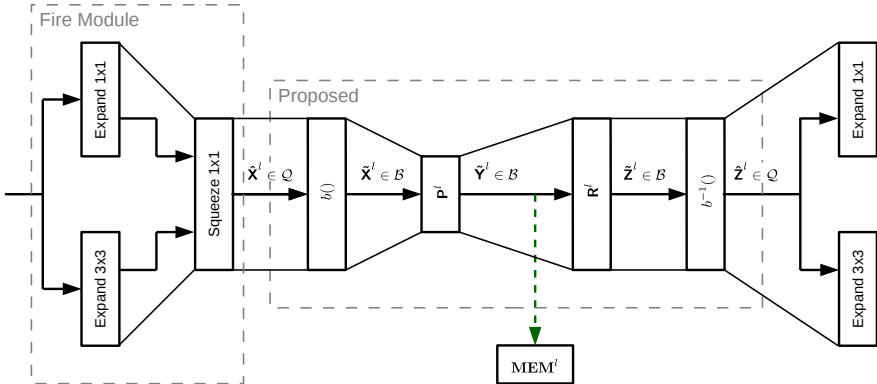 Fire Module
Proposed
Expand 1x1
Expand 3x3
Squeeze 1x1
X̂^l ∈ 𝒬
b()
X̃^l ∈ ℬ
P^l
Ỹ^l ∈ ℬ
R^l
Z̃^l ∈ ℬ
b⁻¹()
Ẑ^l ∈ 𝒬
Expand 1x1
Expand 3x3
MEM^l